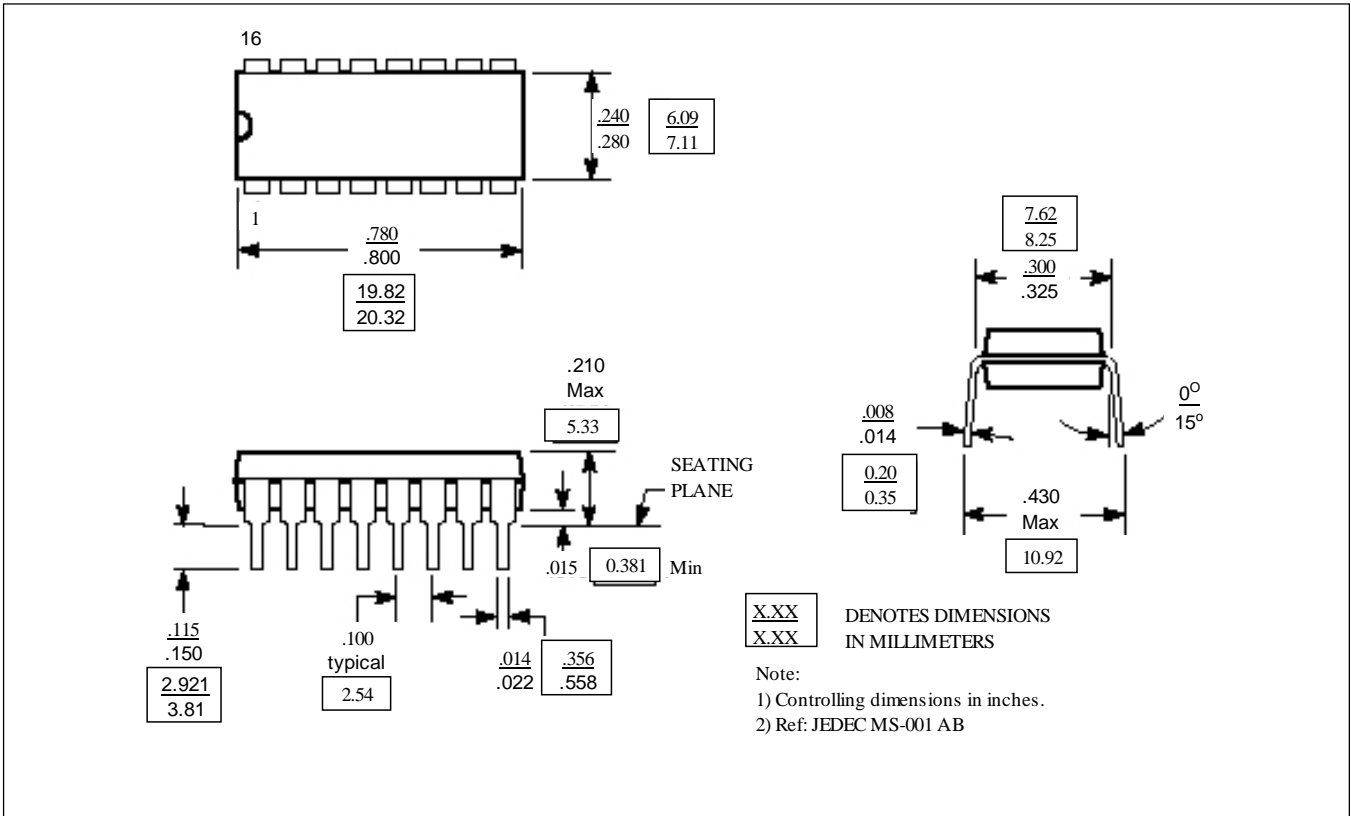 16
.240
.280
6.09
7.11
1
.780
.800
19.82
20.32
7.62
8.25
.300
.325
.210
Max
5.33
SEATING
PLANE
.008
.014
0.20
0.35
0O
15o
.430
Max
10.92
.015
0.381
Min
.115
.150
2.921
3.81
.100
typical
2.54
.014
.022
.356
.558
X.XX
X.XX
DENOTES DIMENSIONS
IN MILLIMETERS
Note:
1) Controlling dimensions in inches.
2) Ref: JEDEC MS-001 AB